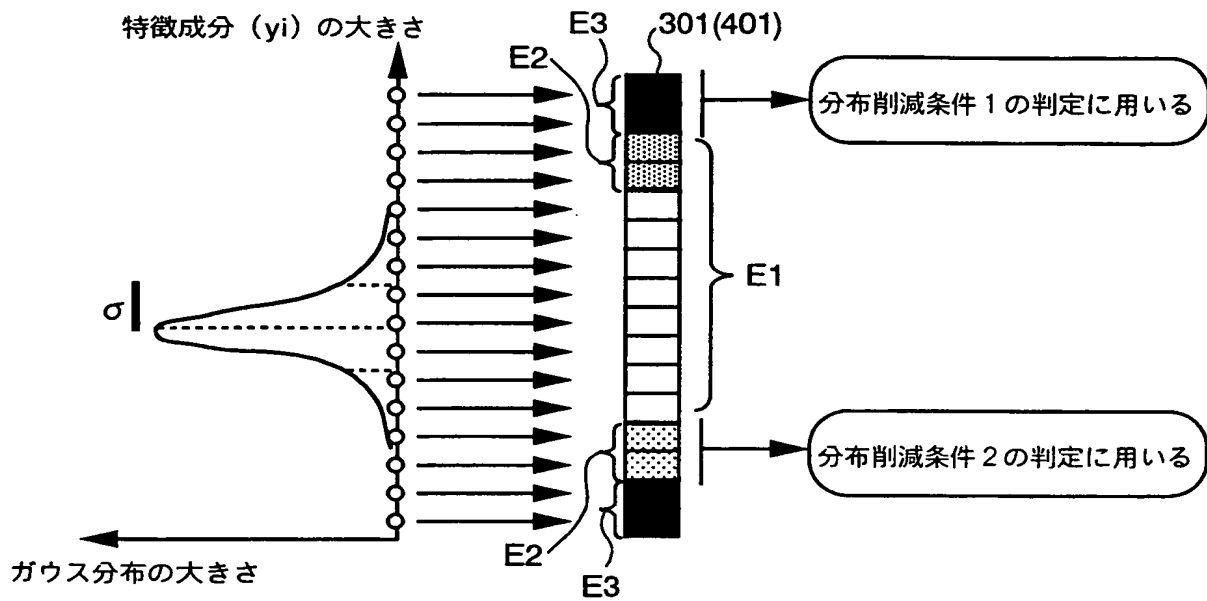 特徴成分（yi）の大きさ
E3
301(401)
E2
分布削減条件１の判定に用いる
E1
σ
分布削減条件２の判定に用いる
E2
E3
ガウス分布の大きさ